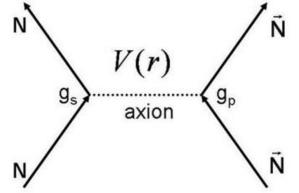 N N⃗
V(r)
gₛ gₚ
axion
N N⃗